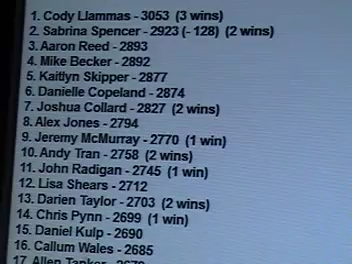 1. Cody Llammas - 3053 (3 wins)
2. Sabrina Spencer - 2923 (- 128) (2 wins)
3. Aaron Reed - 2893
4. Mike Becker - 2892
5. Kaitlyn Skipper - 2877
6. Danielle Copeland - 2874
7. Joshua Collard - 2827 (2 wins)
8. Alex Jones - 2794
9. Jeremy McMurray - 2770 (1 win)
10. Andy Tran - 2758 (2 wins)
11. John Radigan - 2745 (1 win)
12. Lisa Shears - 2712
13. Darien Taylor - 2703 (2 wins)
14. Chris Pynn - 2699 (1 win)
15. Daniel Kulp - 2690
16. Callum Wales - 2685
17. Allen